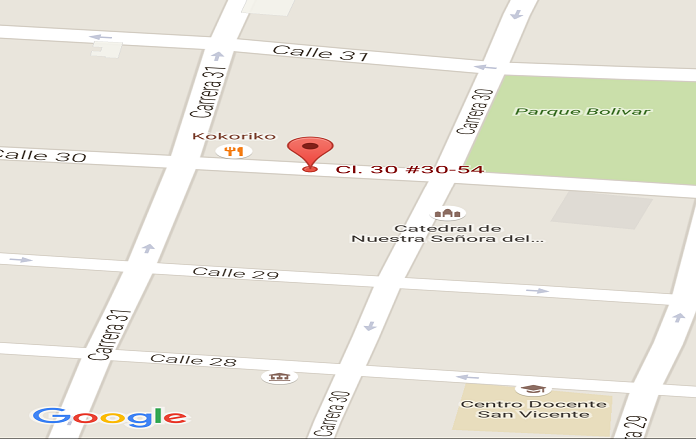 Calle 31
Carrera 31
Carrera 30
Parque Bolivar
Kokoriko
Calle 30
Cl. 30 #30-54
Catedral de
Nuestra Señora del...
Calle 29
Carrera 31
Calle 28
Carrera 30
Centro Docente
San Vicente
a 29
Google